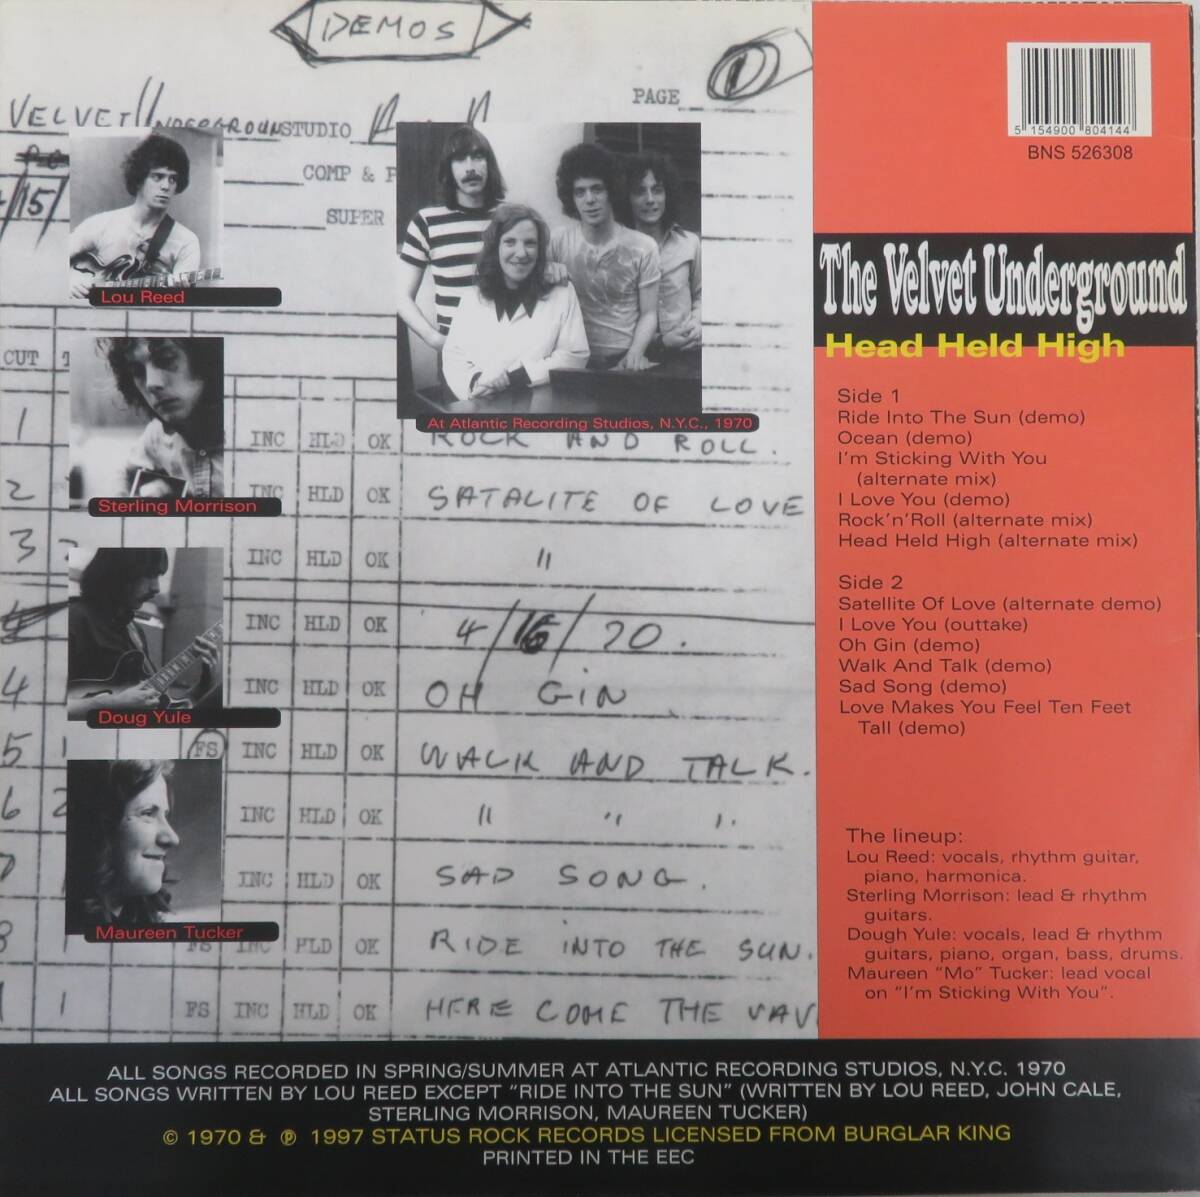 DEMOS
PAGE 1
VELVET UNDERGROUND STUDIO
COMP &
4/15/
SUPER
Lou Reed
At Atlantic Recording Studios, N.Y.C., 1970
CUT
1 INC HLD OK ROCK AND ROLL.
Sterling Morrison
2 INC HLD OK SATALITE OF LOVE
3 INC HLD OK "
INC HLD OK 4/16/70.
4 INC HLD OK OH GIN
Doug Yule
5 1 FS INC HLD OK WALK AND TALK.
6 2 INC HLD OK " " "
INC HLD OK SAD SONG.
Maureen Tucker
8 FS INC HLD OK RIDE INTO THE SUN.
1 FS INC HLD OK HERE COME THE WAV
5 154900 804144
BNS 526308
The Velvet Underground
Head Held High
Side 1
Ride Into The Sun (demo)
Ocean (demo)
I'm Sticking With You
(alternate mix)
I Love You (demo)
Rock'n'Roll (alternate mix)
Head Held High (alternate mix)
Side 2
Satellite Of Love (alternate demo)
I Love You (outtake)
Oh Gin (demo)
Walk And Talk (demo)
Sad Song (demo)
Love Makes You Feel Ten Feet
Tall (demo)
The lineup:
Lou Reed: vocals, rhythm guitar,
piano, harmonica.
Sterling Morrison: lead & rhythm
guitars.
Dough Yule: vocals, lead & rhythm
guitars, piano, organ, bass, drums.
Maureen "Mo" Tucker: lead vocal
on "I'm Sticking With You".
ALL SONGS RECORDED IN SPRING/SUMMER AT ATLANTIC RECORDING STUDIOS, N.Y.C. 1970
ALL SONGS WRITTEN BY LOU REED EXCEPT "RIDE INTO THE SUN" (WRITTEN BY LOU REED, JOHN CALE,
STERLING MORRISON, MAUREEN TUCKER)
© 1970 & ℗ 1997 STATUS ROCK RECORDS LICENSED FROM BURGLAR KING
PRINTED IN THE EEC